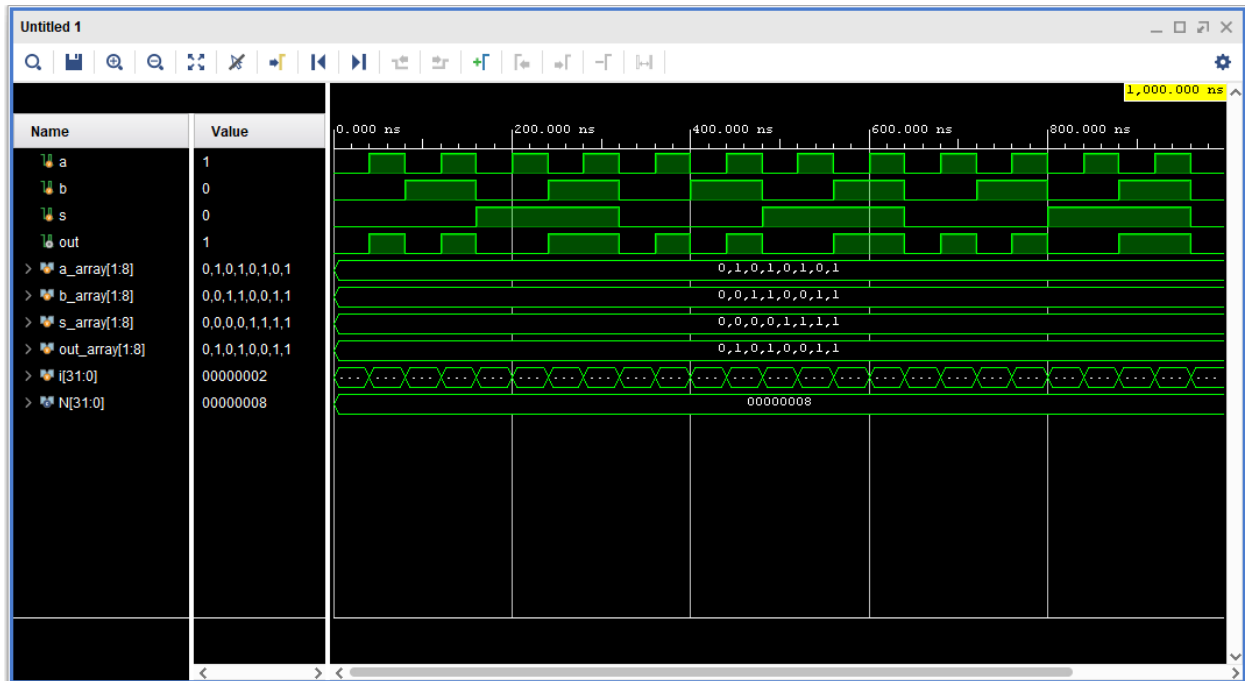 Untitled 1
1,000.000 ns
Name Value 0.000 ns 200.000 ns 400.000 ns 600.000 ns 800.000 ns
a 1
b 0
s 0
out 1
a_array[1:8] 0,1,0,1,0,1,0,1 0,1,0,1,0,1,0,1
b_array[1:8] 0,0,1,1,0,0,1,1 0,0,1,1,0,0,1,1
s_array[1:8] 0,0,0,0,1,1,1,1 0,0,0,0,1,1,1,1
out_array[1:8] 0,1,0,1,0,0,1,1 0,1,0,1,0,0,1,1
i[31:0] 00000002 ... ... ... ... ... ... ... ... ... ... ... ... ... ... ... ... ... ... ... ... ... ... ... ... ...
N[31:0] 00000008 00000008